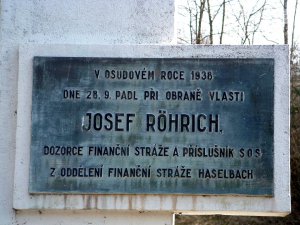 V OSUDOVÉM ROCE 1938
DNE 28.9. PADL PŘI OBRANĚ VLASTI
JOSEF RÖHRICH.
DOZORCE FINANČNÍ STRÁŽE A PŘÍSLUŠNÍK S.O.S
Z ODDĚLENÍ FINANČNÍ STRÁŽE HASELBACH